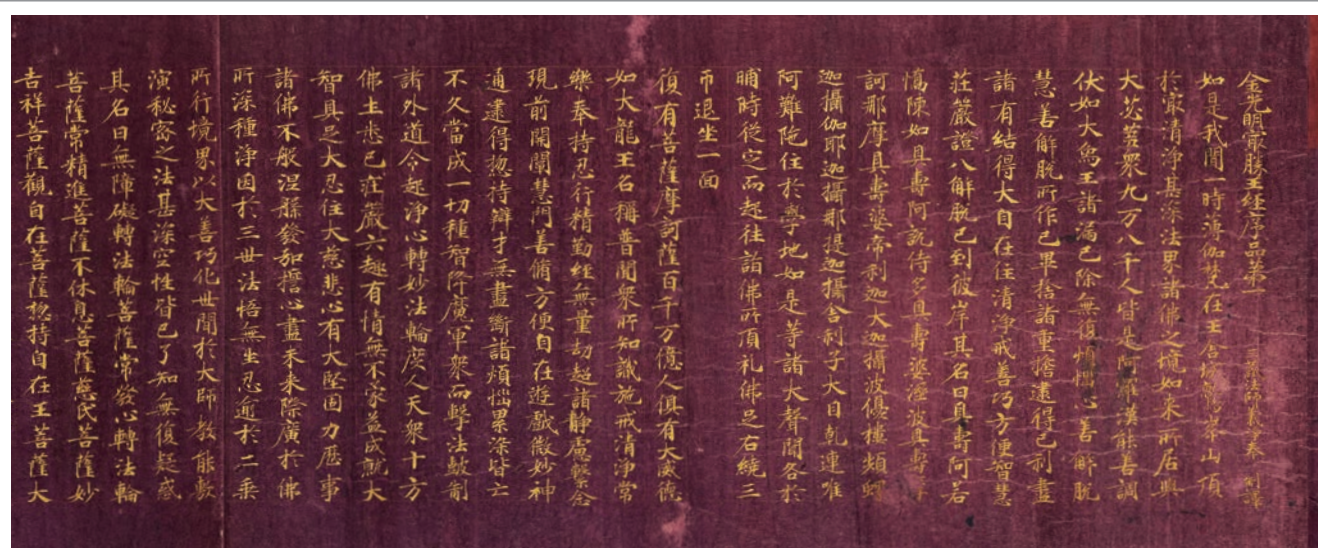 金光明最勝王經序品第一 三藏法師義淨奉 制譯
如是我聞一時薄伽梵在王舍城鷲峯山頂
於最清淨甚深法界諸佛之境如來所居與
大苾蒭衆九万八千人皆是阿羅漢能善調
伏如大象王諸漏已除無復煩惱心善解脫
慧善解脫所作已畢捨諸重擔逮得己利盡
諸有結得大自在住清淨戒善巧方便智慧
莊嚴證八解脫已到彼岸其名曰具壽阿若
憍陳如具壽阿說侍多具壽婆溼波具壽摩
訶那摩具壽婆帝利迦大迦攝波優樓頻螺
迦攝伽耶迦攝那提迦攝舍利子大目乾連唯
阿難陁住於學地如是等諸大聲聞各於
晡時從定而起往詣佛所頂礼佛足右繞三
帀退坐一面
復有菩薩摩訶薩百千万億人俱有大威德
如大龍王名稱普聞衆所知識施戒清淨常
樂奉持忍行精勤經無量劫超諸靜慮繫念
現前開闡慧門善脩方便自在遊戲微妙神
通逮得惣持辯才無盡斷諸煩惱累染皆亡
不久當成一切種智降魔軍衆而擊法鼓制
諸外道令起淨心轉妙法輪度人天衆十方
佛土悉已莊嚴六趣有情無不蒙益成就大
智具足大忍住大慈悲心有大堅固力歷事
諸佛不般涅槃發弘誓心盡未來際廣於佛
所深種淨因於三世法悟無生忍逾於二乘
所行境界以大善巧化世間於大師教能敷
演秘密之法甚深空性皆已了知無復疑惑
其名曰無障礙轉法輪菩薩常發心轉法輪
菩薩常精進菩薩不休息菩薩慈氏菩薩妙
吉祥菩薩觀自在菩薩惣持自在王菩薩大